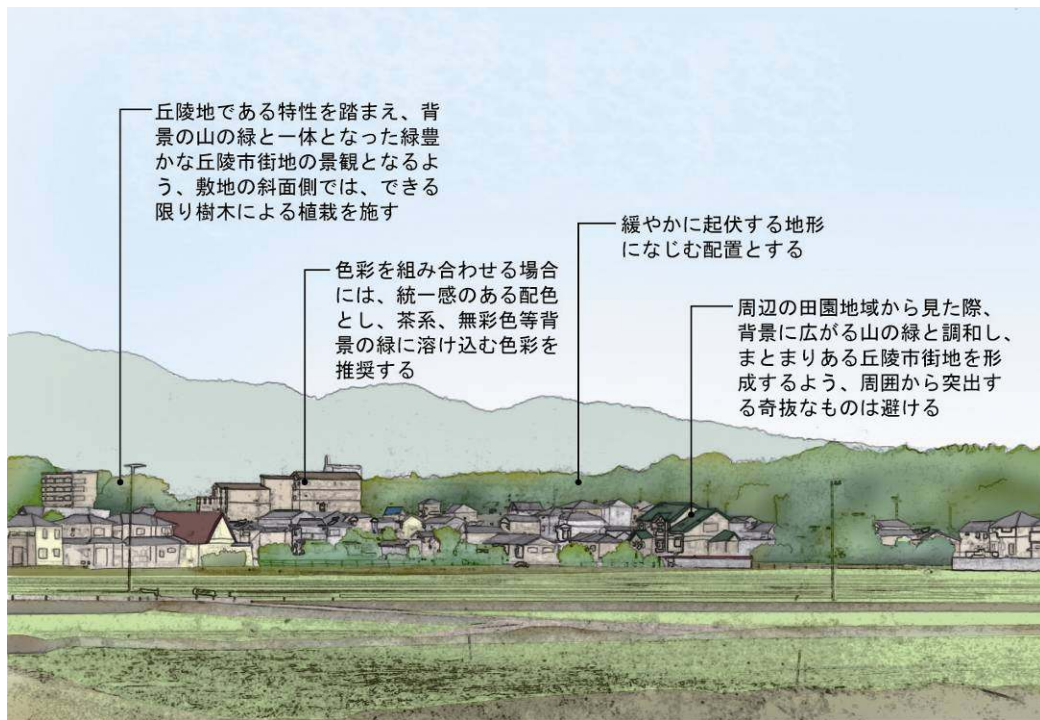 丘陵地である特性を踏まえ、背
景の山の緑と一体となった緑豊
かな丘陵市街地の景観となるよ
う、敷地の斜面側では、できる
限り樹木による植栽を施す
色彩を組み合わせる場合
には、統一感のある配色
とし、茶系、無彩色等背
景の緑に溶け込む色彩を
推奨する
緩やかに起伏する地形
になじむ配置とする
周辺の田園地域から見た際、
背景に広がる山の緑と調和し、
まとまりある丘陵市街地を形
成するよう、周囲から突出す
る奇抜なものは避ける